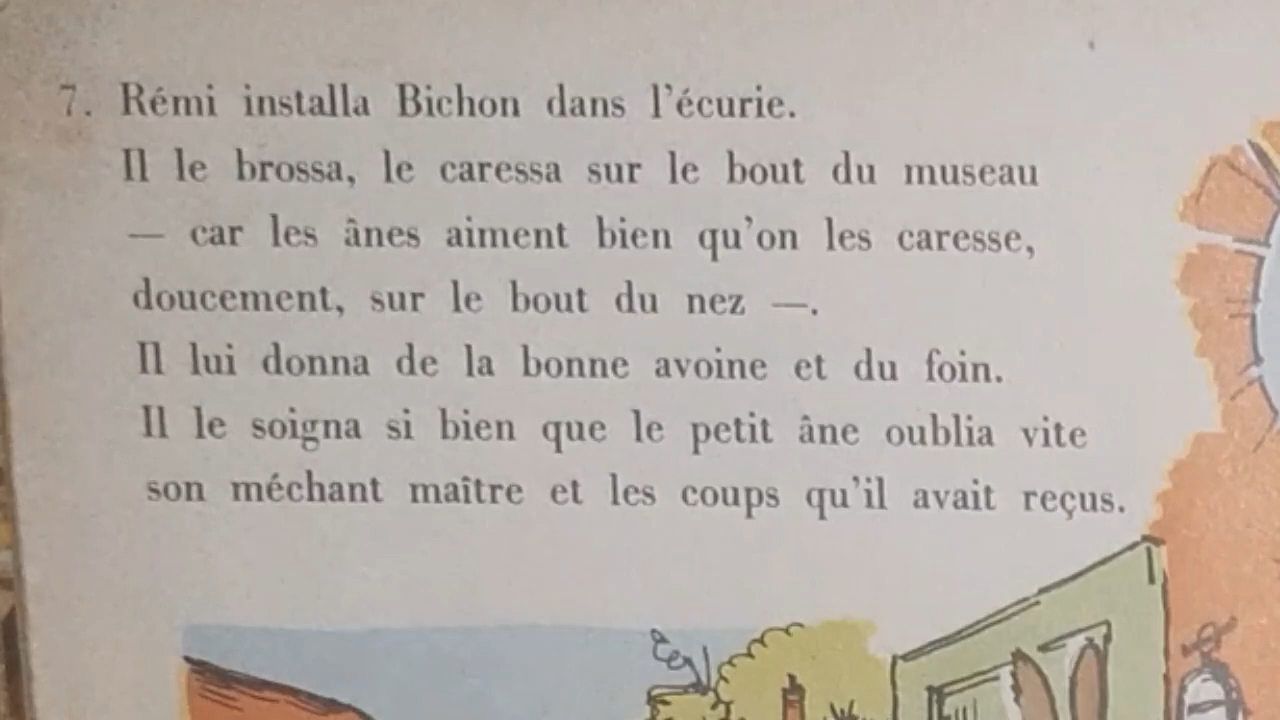 7. Rémi installa Bichon dans l'écurie.
Il le brossa, le caressa sur le bout du museau
— car les ânes aiment bien qu'on les caresse,
doucement, sur le bout du nez —.
Il lui donna de la bonne avoine et du foin.
Il le soigna si bien que le petit âne oublia vite
son méchant maître et les coups qu'il avait reçus.